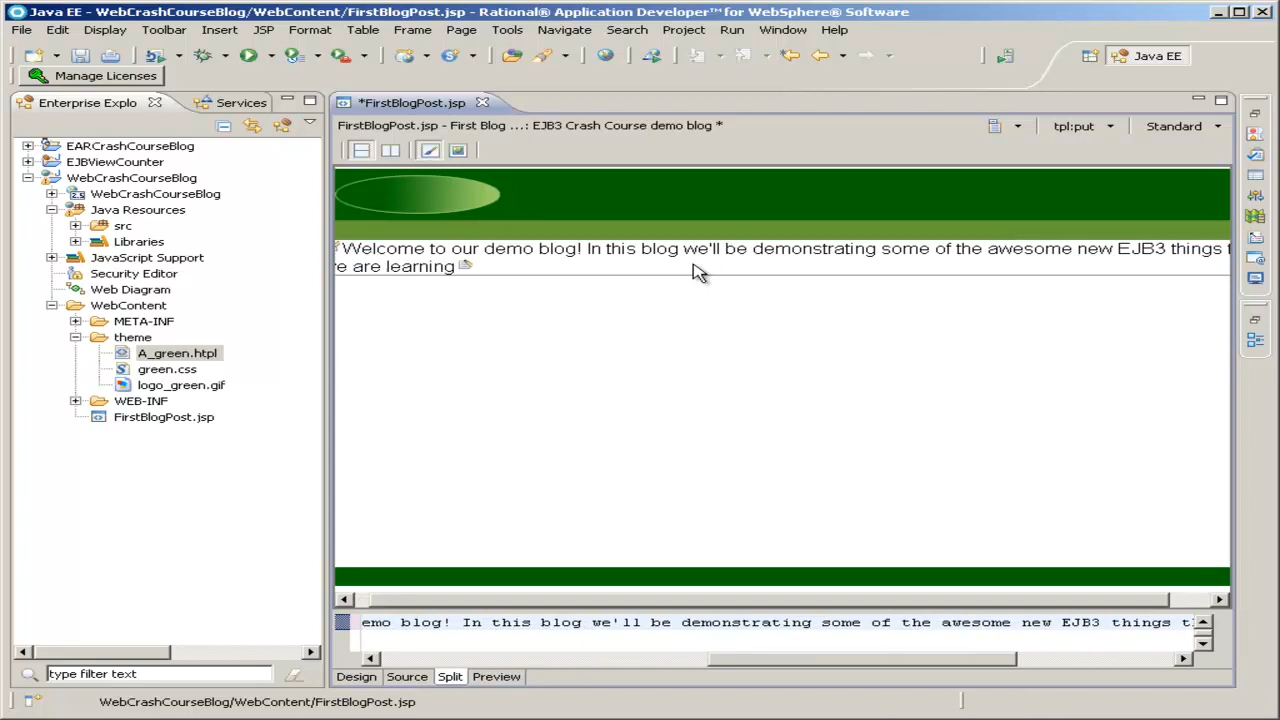 Java EE - WebCrashCourseBlog/WebContent/FirstBlogPost.jsp - Rational® Application Developer™ for WebSphere® Software
File Edit Display Toolbar Insert JSP Format Table Frame Page Tools Navigate Search Project Run Window Help
Manage Licenses
Java EE
Enterprise Explo
Services
*FirstBlogPost.jsp
FirstBlogPost.jsp - First Blog ...: EJB3 Crash Course demo blog *
tpl:put
Standard
EARCrashCourseBlog
EJBViewCounter
WebCrashCourseBlog
WebCrashCourseBlog
Java Resources
src
Libraries
JavaScript Support
Security Editor
Web Diagram
WebContent
META-INF
theme
A_green.htpl
green.css
logo_green.gif
WEB-INF
FirstBlogPost.jsp
Welcome to our demo blog! In this blog we'll be demonstrating some of the awesome new EJB3 things
e are learning
emo blog! In this blog we'll be demonstrating some of the awesome new EJB3 things t
Design Source Split Preview
type filter text
WebCrashCourseBlog/WebContent/FirstBlogPost.jsp